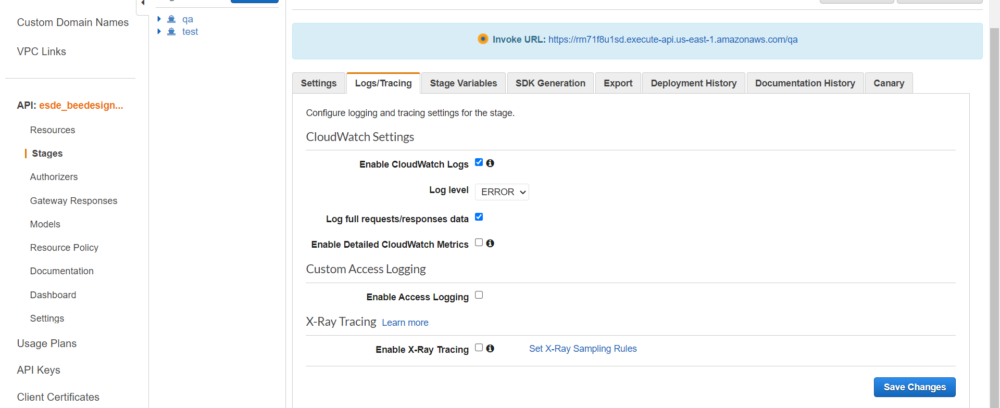 Custom Domain Names
VPC Links
API: esde_beedesign...
Resources
Stages
Authorizers
Gateway Responses
Models
Resource Policy
Documentation
Dashboard
Settings
Usage Plans
API Keys
Client Certificates
qa
test
Invoke URL: https://rm71f8u1sd.execute-api.us-east-1.amazonaws.com/qa
Settings
Logs/Tracing
Stage Variables
SDK Generation
Export
Deployment History
Documentation History
Canary
Configure logging and tracing settings for the stage.
CloudWatch Settings
Enable CloudWatch Logs
Log level ERROR
Log full requests/responses data
Enable Detailed CloudWatch Metrics
Custom Access Logging
Enable Access Logging
X-Ray Tracing Learn more
Enable X-Ray Tracing Set X-Ray Sampling Rules
Save Changes